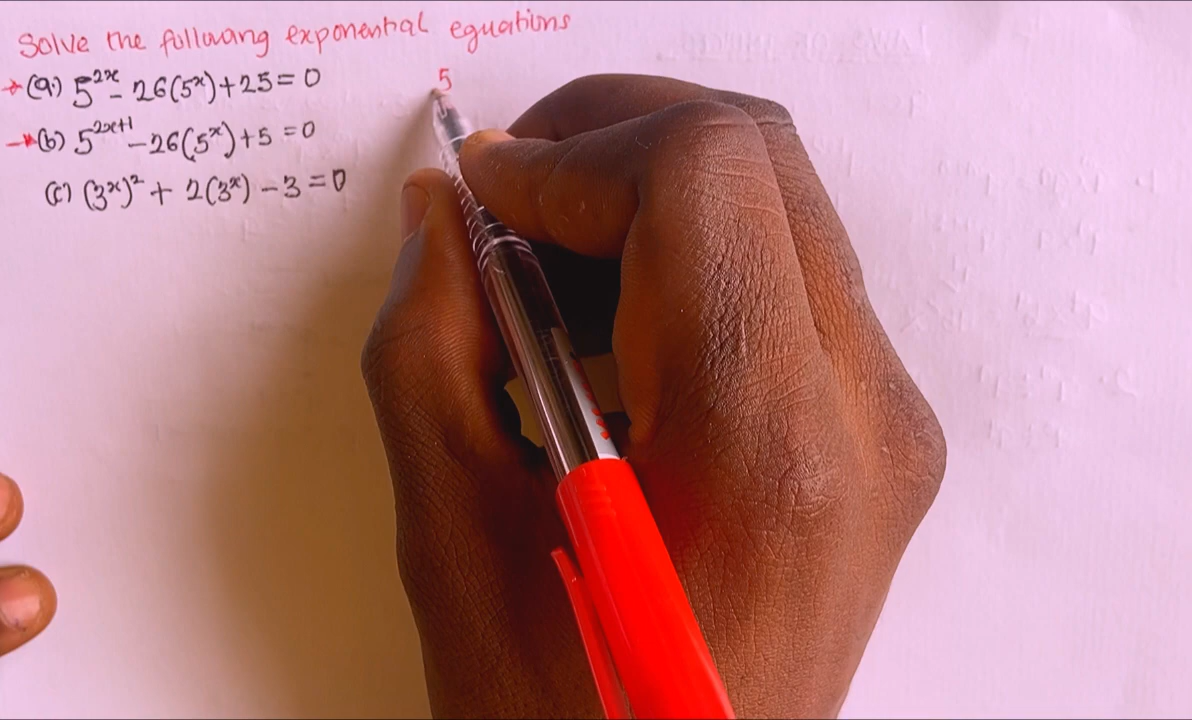 Solve the follwang exponential equations
(a.) 5^{2x} - 26(5^x) + 25 = 0
5
(b) 5^{2x+1} - 26(5^x) + 5 = 0
(c) (3^x)^2 + 2(3^x) - 3 = 0